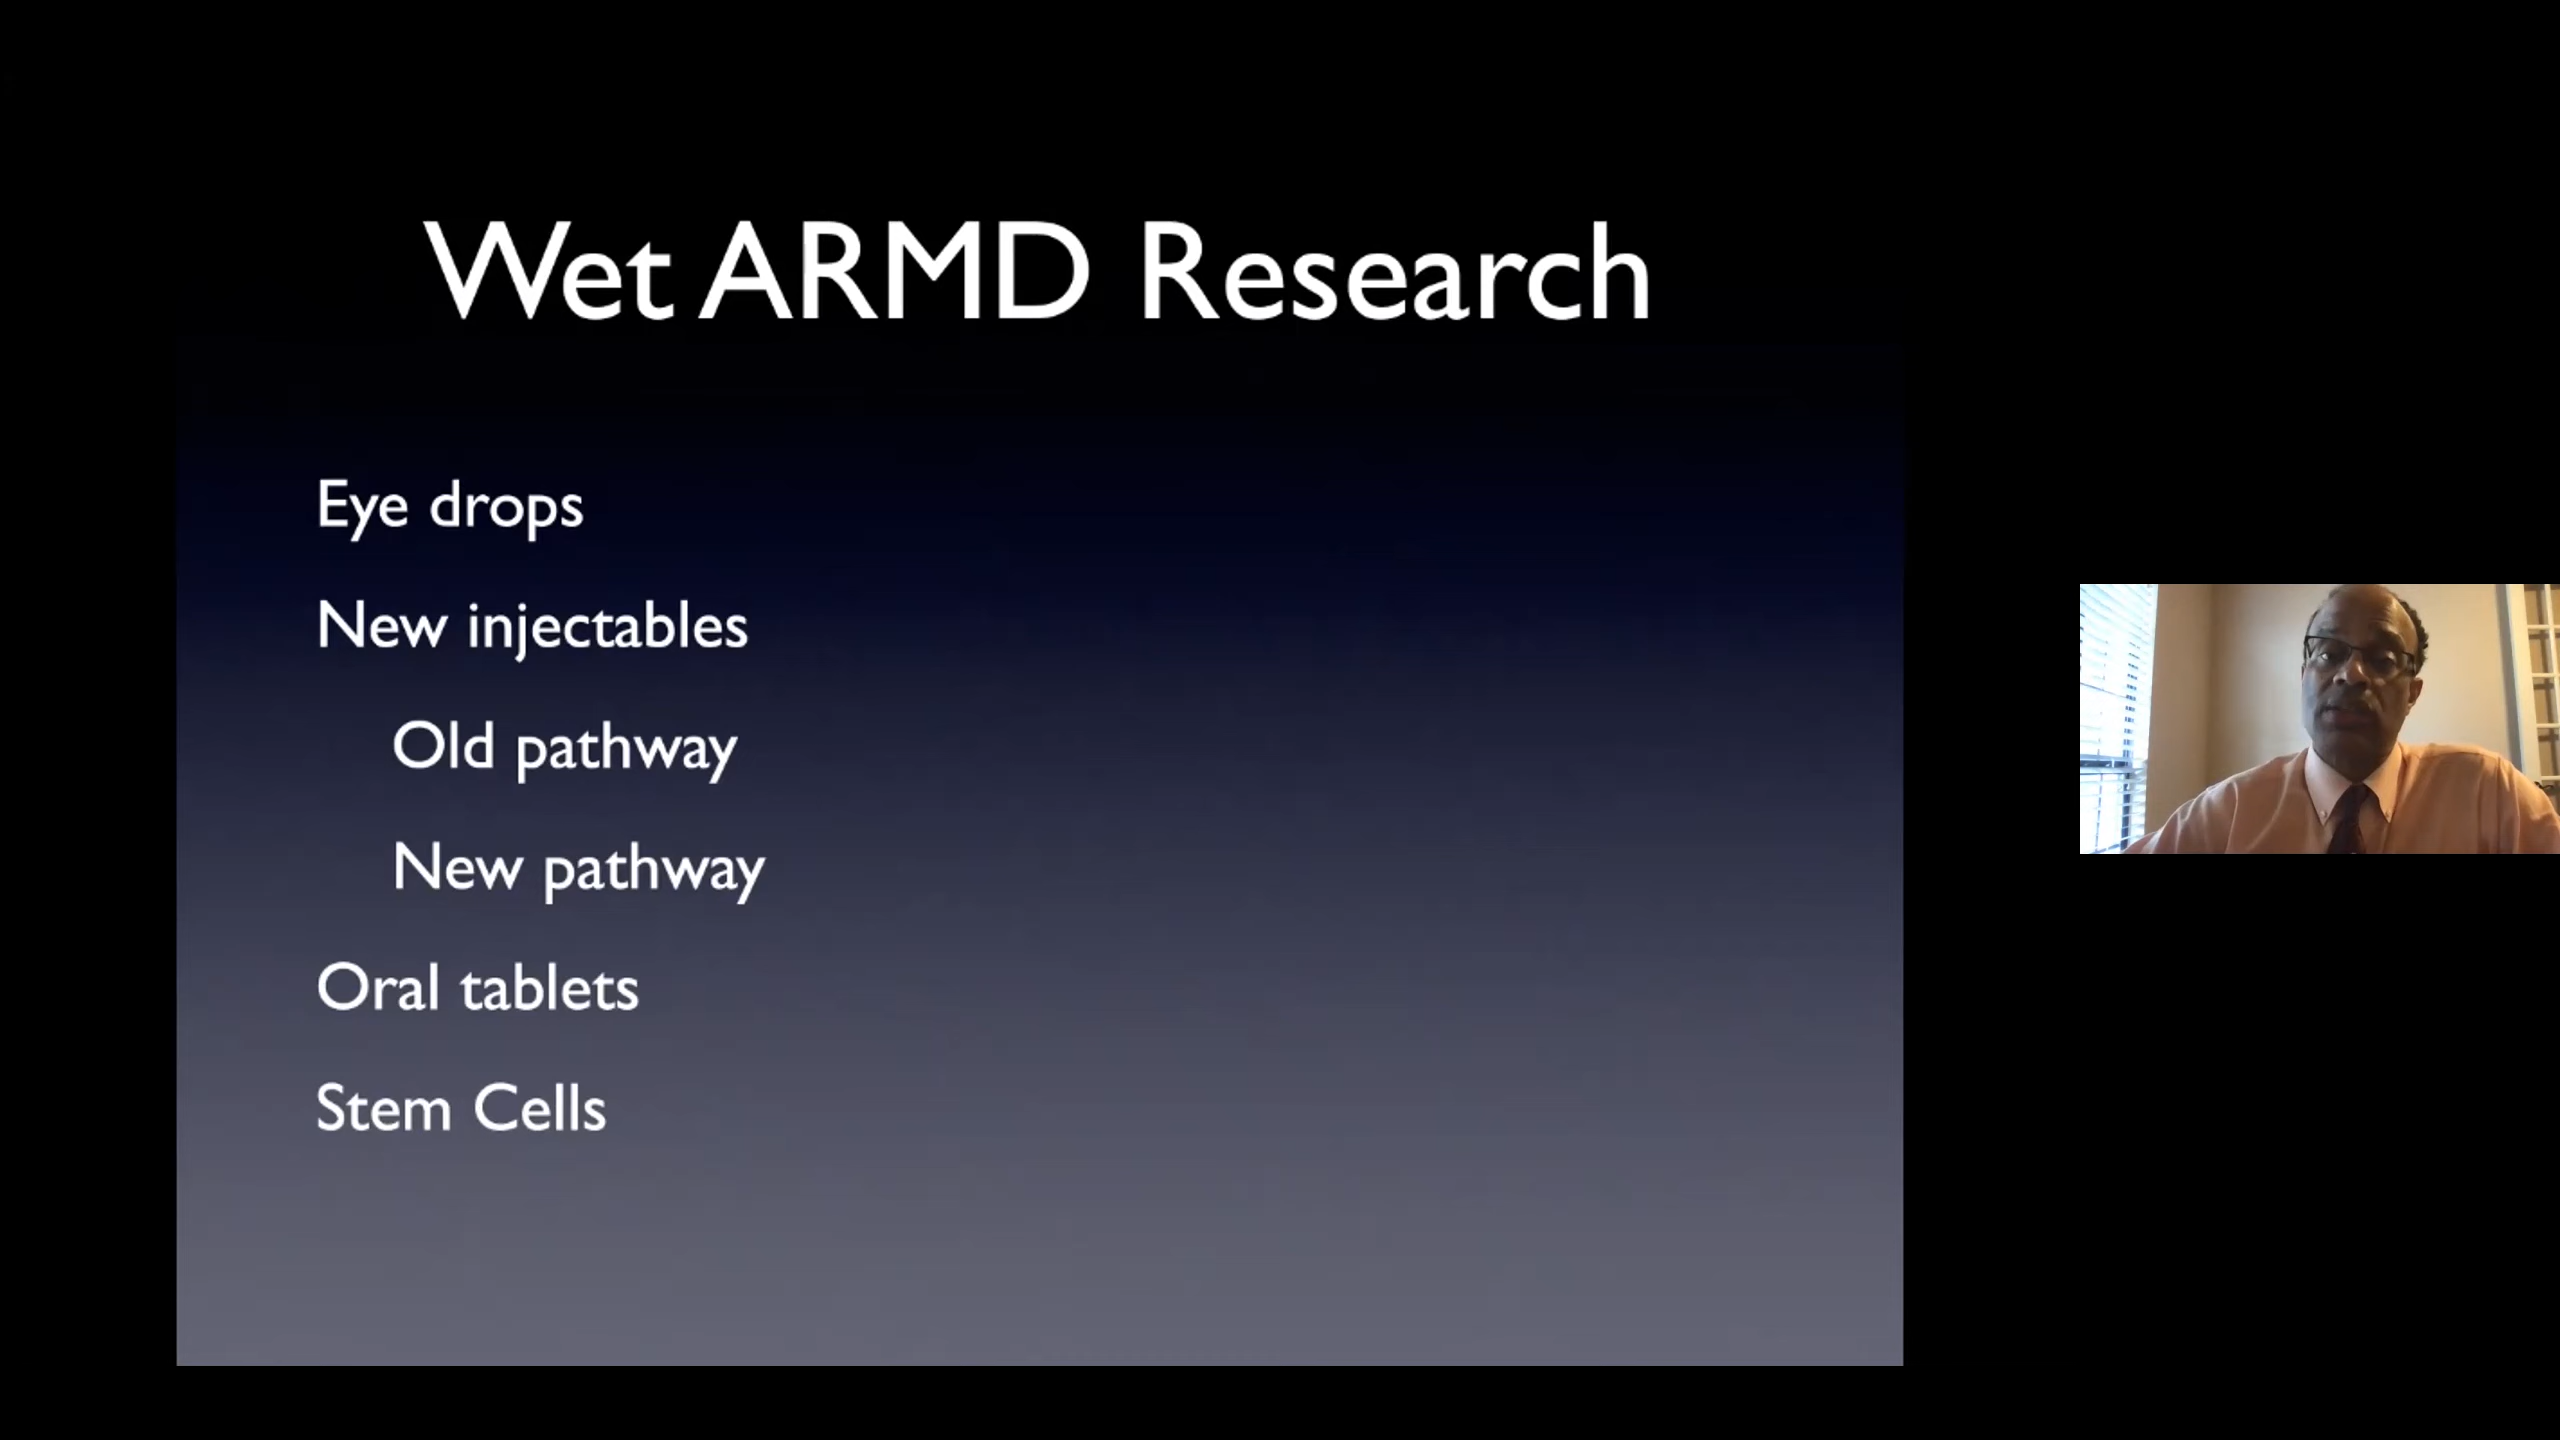 Wet ARMD Research
Eye drops
New injectables
Old pathway
New pathway
Oral tablets
Stem Cells